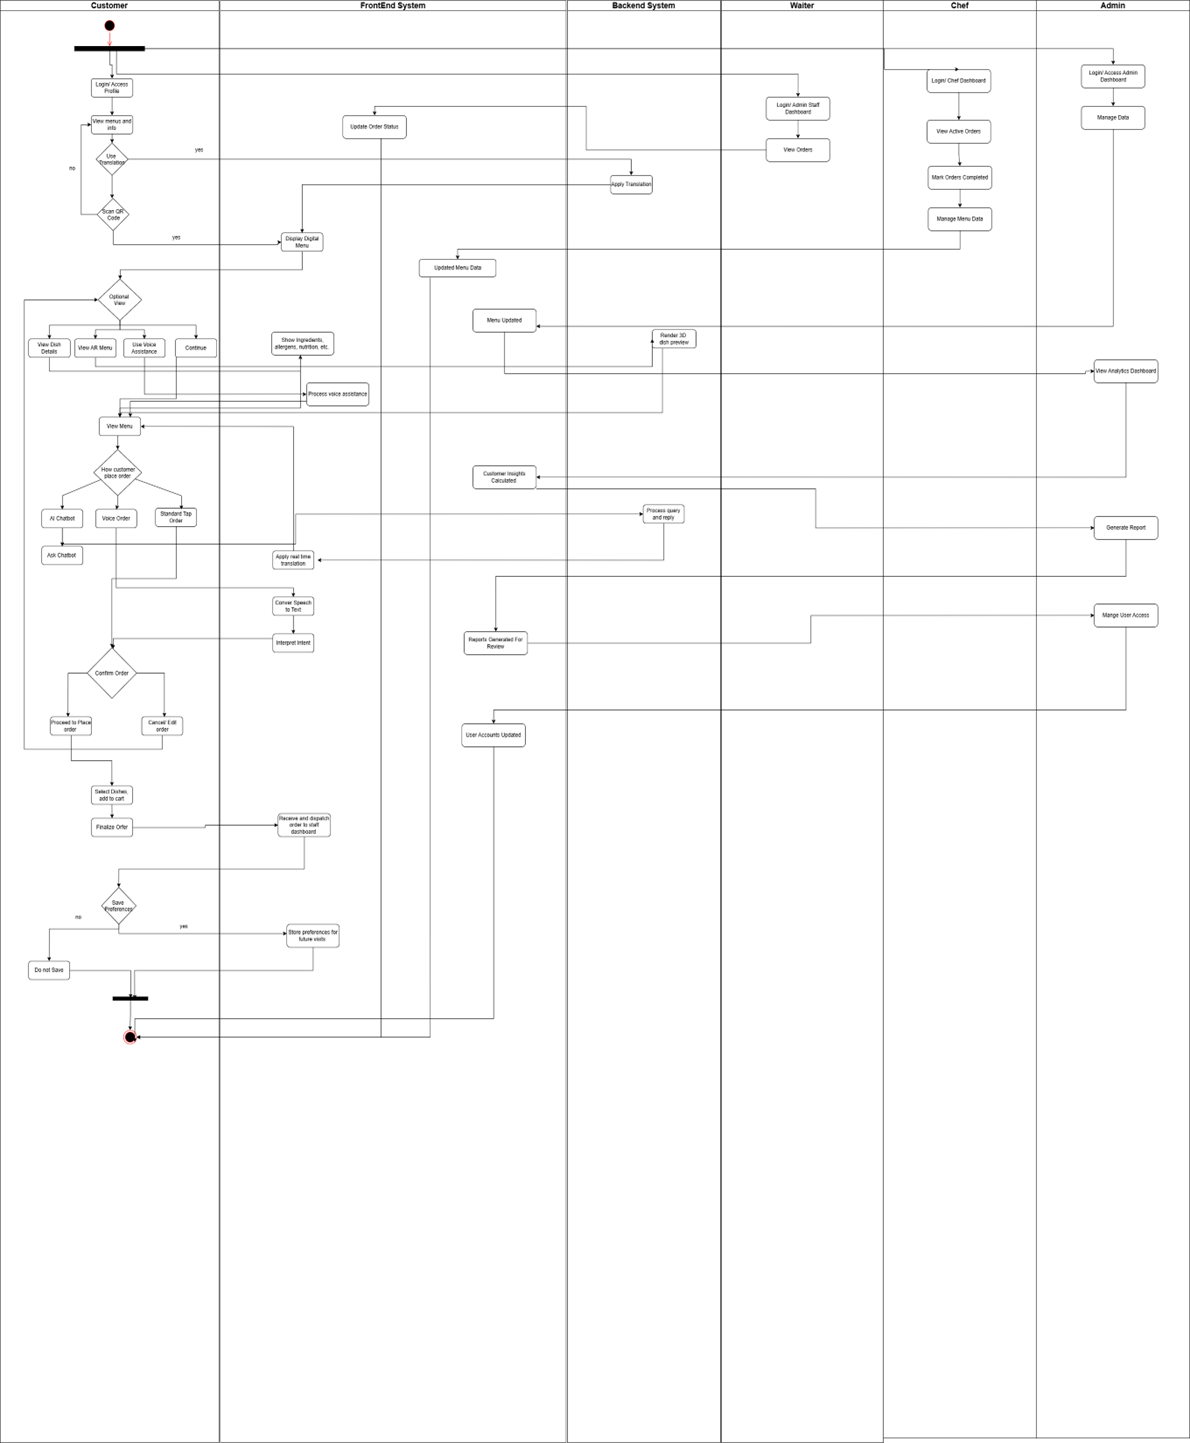 Customer
FrontEnd System
Backend System
Waiter
Chef
Admin
Login/ Access
Profile
View menus and
info
Use
Translation
no
yes
Scan QR
Code
yes
Optional
View
View Dish
Details
View AR Menu
Use Voice
Assistance
Continue
View Menu
How customer
place order
Ai Chatbot
Voice Order
Standard Tap
Order
Ask Chatbot
Confirm Order
Proceed to Place
order
Cancel/ Edit
order
Select Dishes,
add to cart
Finalize Orfer
Save
Preferences
no
yes
Do not Save
Update Order Status
Display Digital
Menu
Updated Menu Data
Menu Updated
Show Ingredients,
allergens, nutrition, etc.
Process voice assistance
Customer Insights
Calculated
Apply real time
translation
Conver Speech
to Text
Interpret Intent
Reports Generated For
Review
User Accounts Updated
Receive and dispatch
order to staff
dashboard
Store preferences for
future visits
Apply Translation
Render 3D
dish preview
Process query
and reply
Login/ Admin Staff
Dashboard
View Orders
Login/ Chef Dashboard
View Active Orders
Mark Orders Completed
Manage Menu Data
Login/ Access Admin
Dashboard
Manage Data
View Analytics Dashboard
Generate Report
Mange User Access